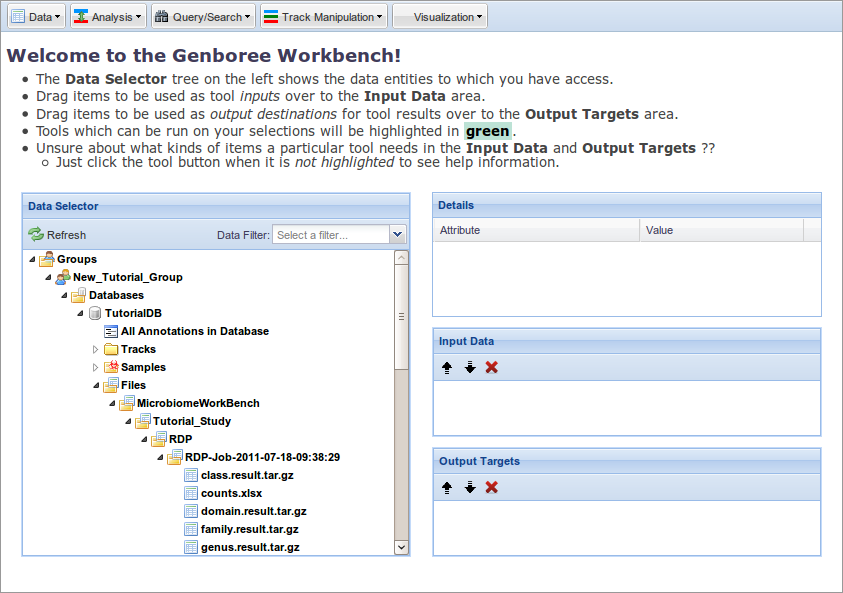 Data Analysis Query/Search Track Manipulation Visualization
Welcome to the Genboree Workbench!
The Data Selector tree on the left shows the data entities to which you have access.
Drag items to be used as tool inputs over to the Input Data area.
Drag items to be used as output destinations for tool results over to the Output Targets area.
Tools which can be run on your selections will be highlighted in green.
Unsure about what kinds of items a particular tool needs in the Input Data and Output Targets ??
Just click the tool button when it is not highlighted to see help information.
Data Selector
Refresh Data Filter: Select a filter...
Groups
New_Tutorial_Group
Databases
TutorialDB
All Annotations in Database
Tracks
Samples
Files
MicrobiomeWorkBench
Tutorial_Study
RDP
RDP-Job-2011-07-18-09:38:29
class.result.tar.gz
counts.xlsx
domain.result.tar.gz
family.result.tar.gz
genus.result.tar.gz
Details
Attribute Value
Input Data
Output Targets